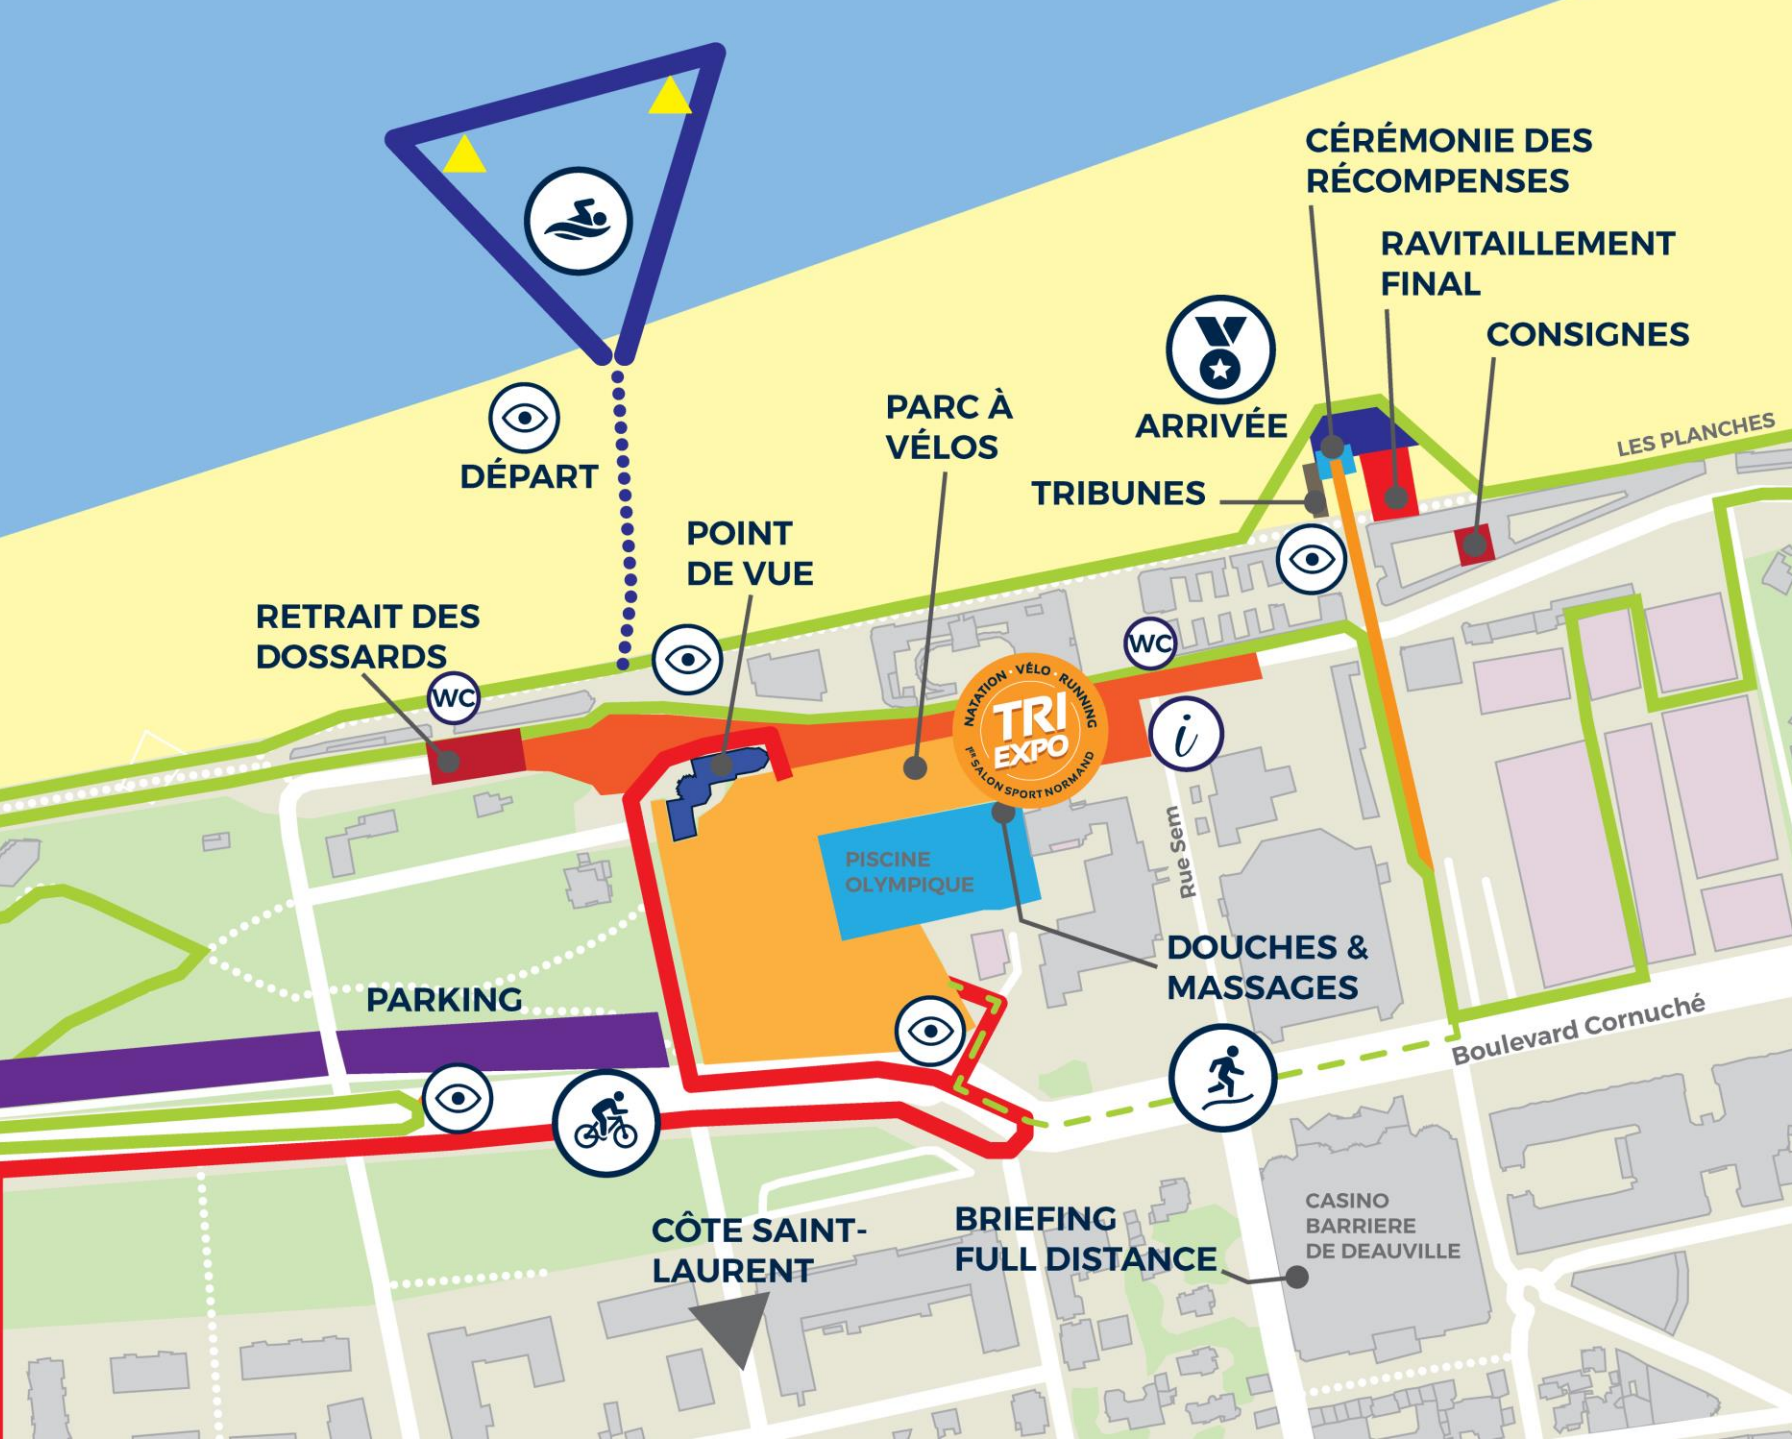 CÉRÉMONIE DES
RÉCOMPENSES
RAVITAILLEMENT
FINAL
CONSIGNES
ARRIVÉE
LES PLANCHES
PARC À
VÉLOS
DÉPART
TRIBUNES
POINT
DE VUE
RETRAIT DES
DOSSARDS
WC
WC
NATATION · VÉLO · RUNNING
TRI
EXPO
1er SALON SPORT NORMAND
i
Rue Sem
PISCINE
OLYMPIQUE
DOUCHES &
MASSAGES
PARKING
Boulevard Cornuché
CÔTE SAINT-
LAURENT
BRIEFING
FULL DISTANCE
CASINO
BARRIERE
DE DEAUVILLE